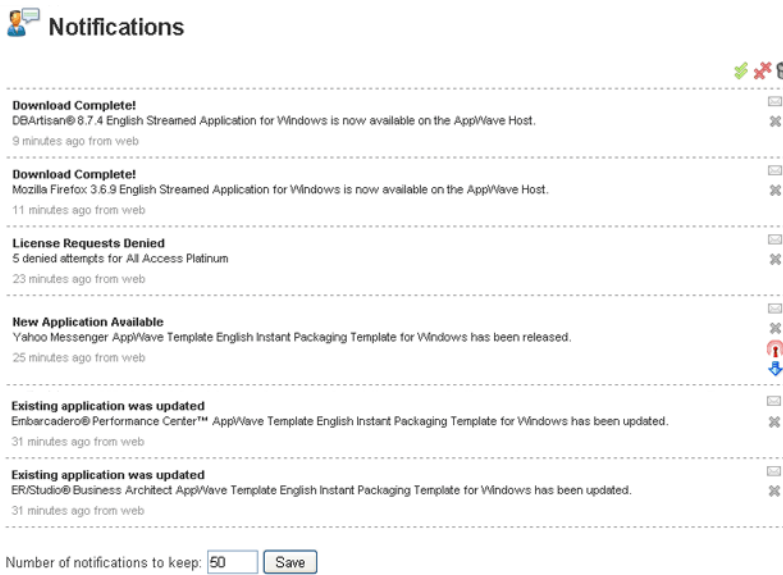 Notifications
Download Complete!
DBArtisan® 8.7.4 English Streamed Application for Windows is now available on the AppWave Host.
9 minutes ago from web
Download Complete!
Mozilla Firefox 3.6.9 English Streamed Application for Windows is now available on the AppWave Host.
11 minutes ago from web
License Requests Denied
5 denied attempts for All Access Platinum
23 minutes ago from web
New Application Available
Yahoo Messenger AppWave Template English Instant Packaging Template for Windows has been released.
25 minutes ago from web
Existing application was updated
Embarcadero® Performance Center™ AppWave Template English Instant Packaging Template for Windows has been updated.
31 minutes ago from web
Existing application was updated
ER/Studio® Business Architect AppWave Template English Instant Packaging Template for Windows has been updated.
31 minutes ago from web
Number of notifications to keep: 50 Save